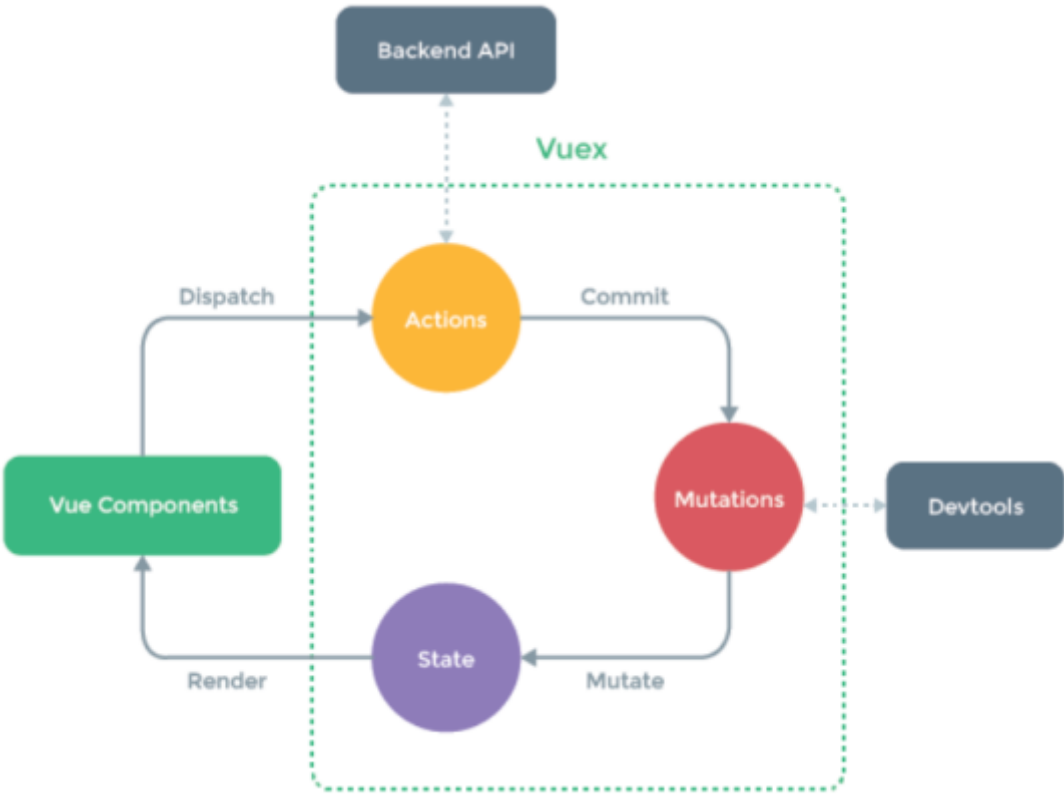 Backend API
Vuex
Dispatch
Commit
Actions
Vue Components
Mutations
Devtools
State
Render
Mutate